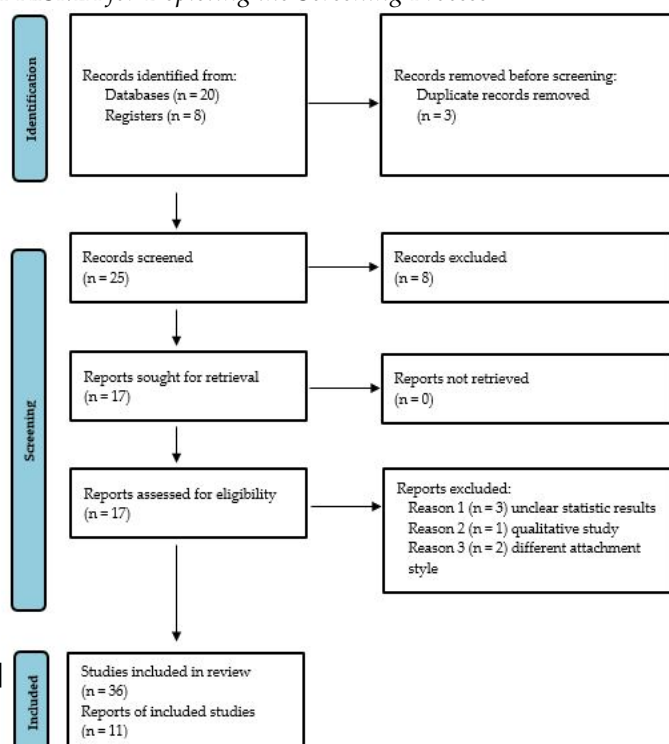 Identification
Records identified from:
Databases (n = 20)
Registers (n = 8)
Records removed before screening:
Duplicate records removed
(n = 3)
Screening
Records screened
(n = 25)
Records excluded
(n = 8)
Reports sought for retrieval
(n = 17)
Reports not retrieved
(n = 0)
Reports assessed for eligibility
(n = 17)
Reports excluded:
Reason 1 (n = 3) unclear statistic results
Reason 2 (n = 1) qualitative study
Reason 3 (n = 2) different attachment
style
Included
Studies included in review
(n = 36)
Reports of included studies
(n = 11)